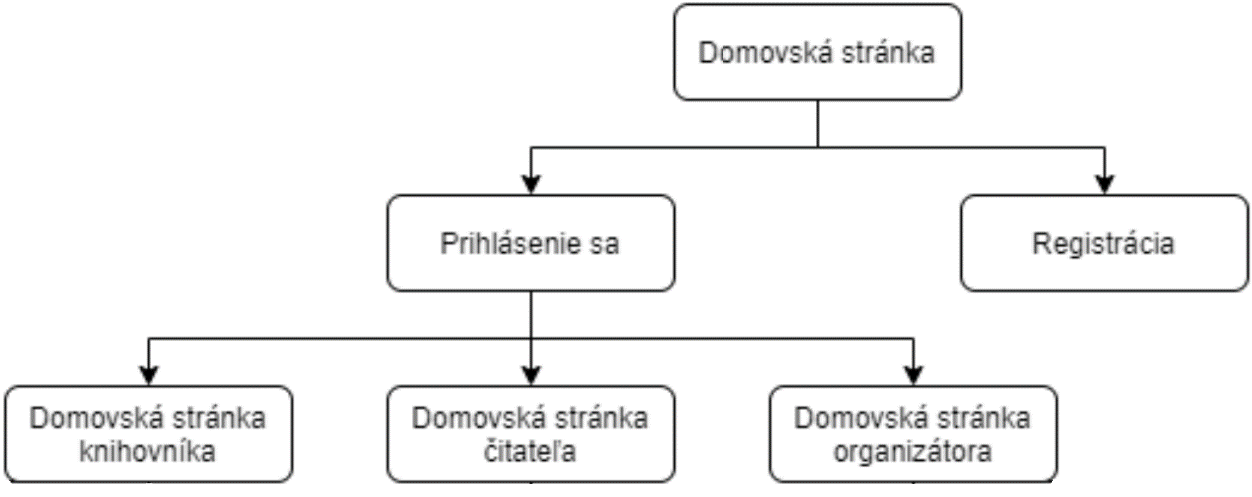 Domovská stránka
Prihlásenie sa
Registrácia
Domovská stránka
knihovníka
Domovská stránka
čitateľa
Domovská stránka
organizátora